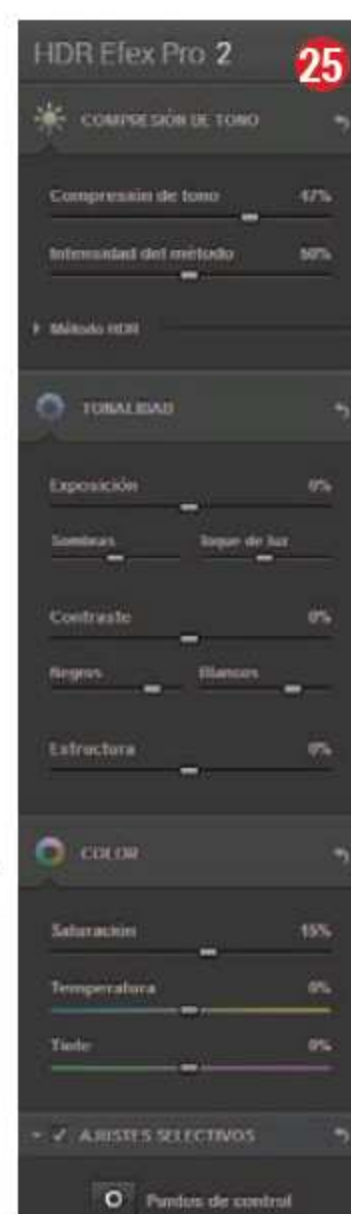 HDR Efex Pro 2
25
COMPRESIÓN DE TONO
Compresión de tono 47%
Intensidad del método 50%
Método HDR
TONALIDAD
Exposición 0%
Sombras Toque de luz
Contraste 0%
Negros Blancos
Estructura 0%
COLOR
Saturación 15%
Temperatura 0%
Tinte 0%
AJUSTES SELECTIVOS
Puntos de control